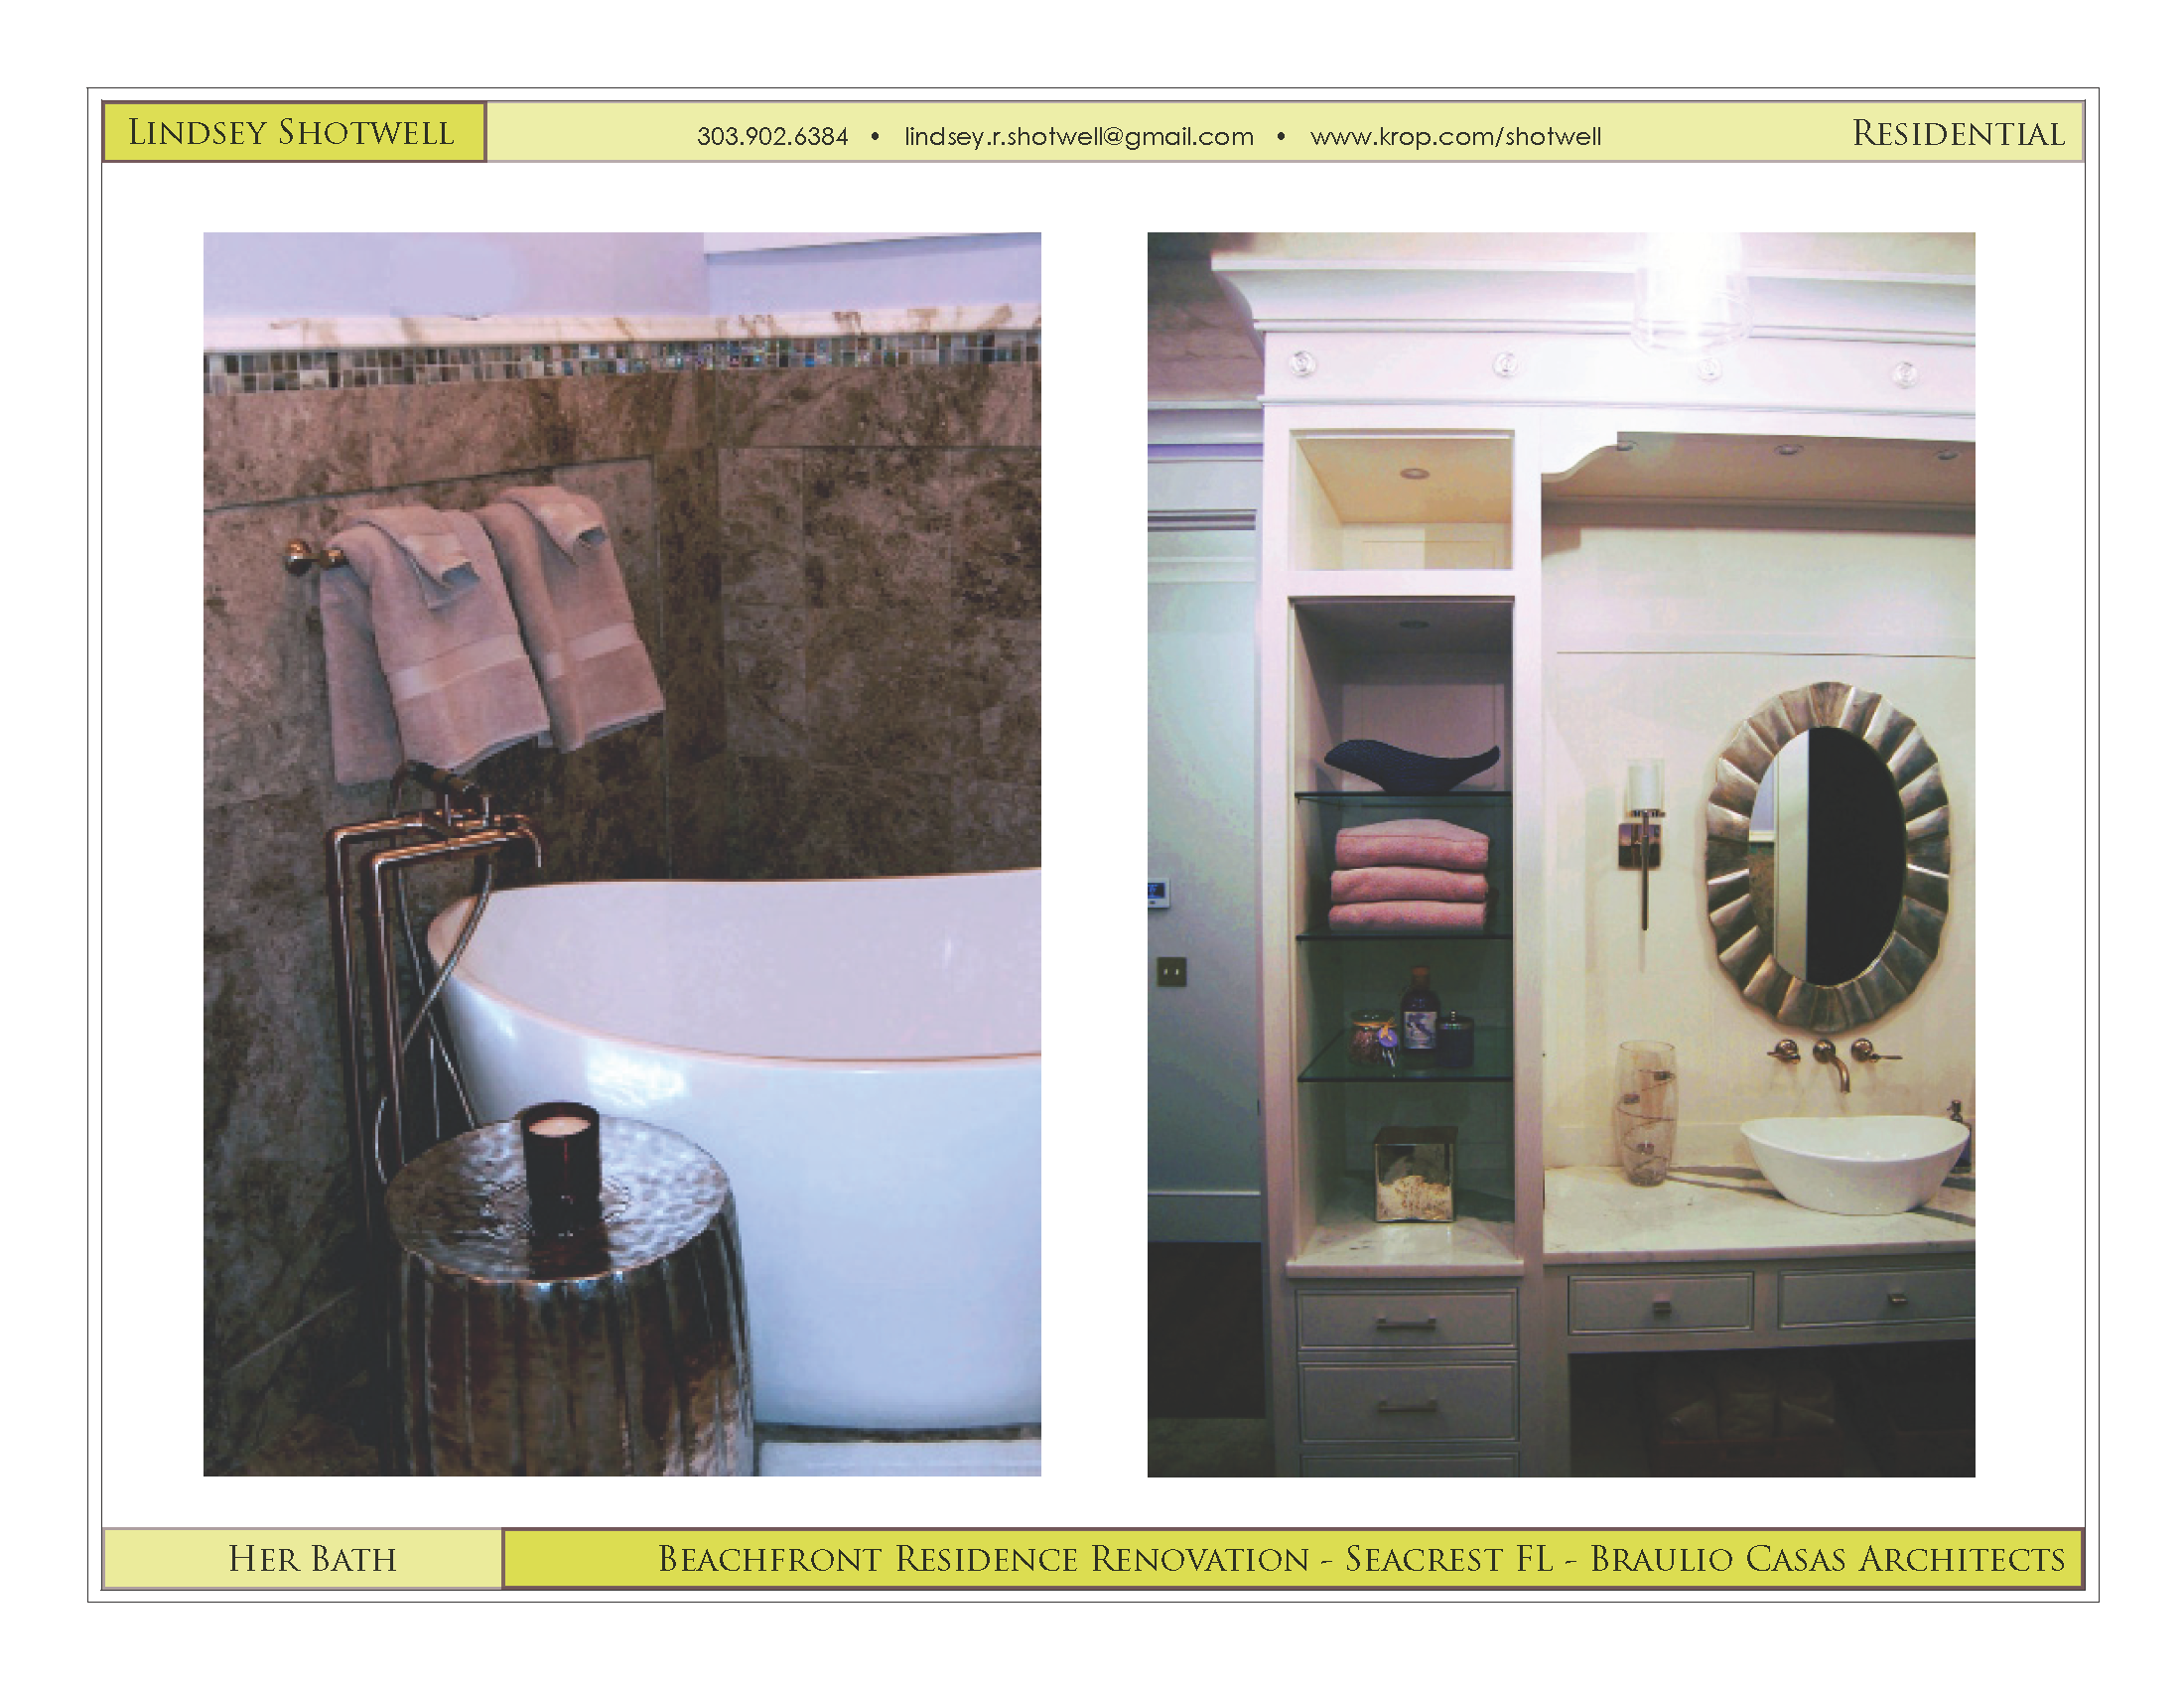 LINDSEY SHOTWELL
303.902.6384 • lindsey.r.shotwell@gmail.com • www.krop.com/shotwell
RESIDENTIAL
HER BATH
BEACHFRONT RESIDENCE RENOVATION - SEACREST FL - BRAULIO CASAS ARCHITECTS